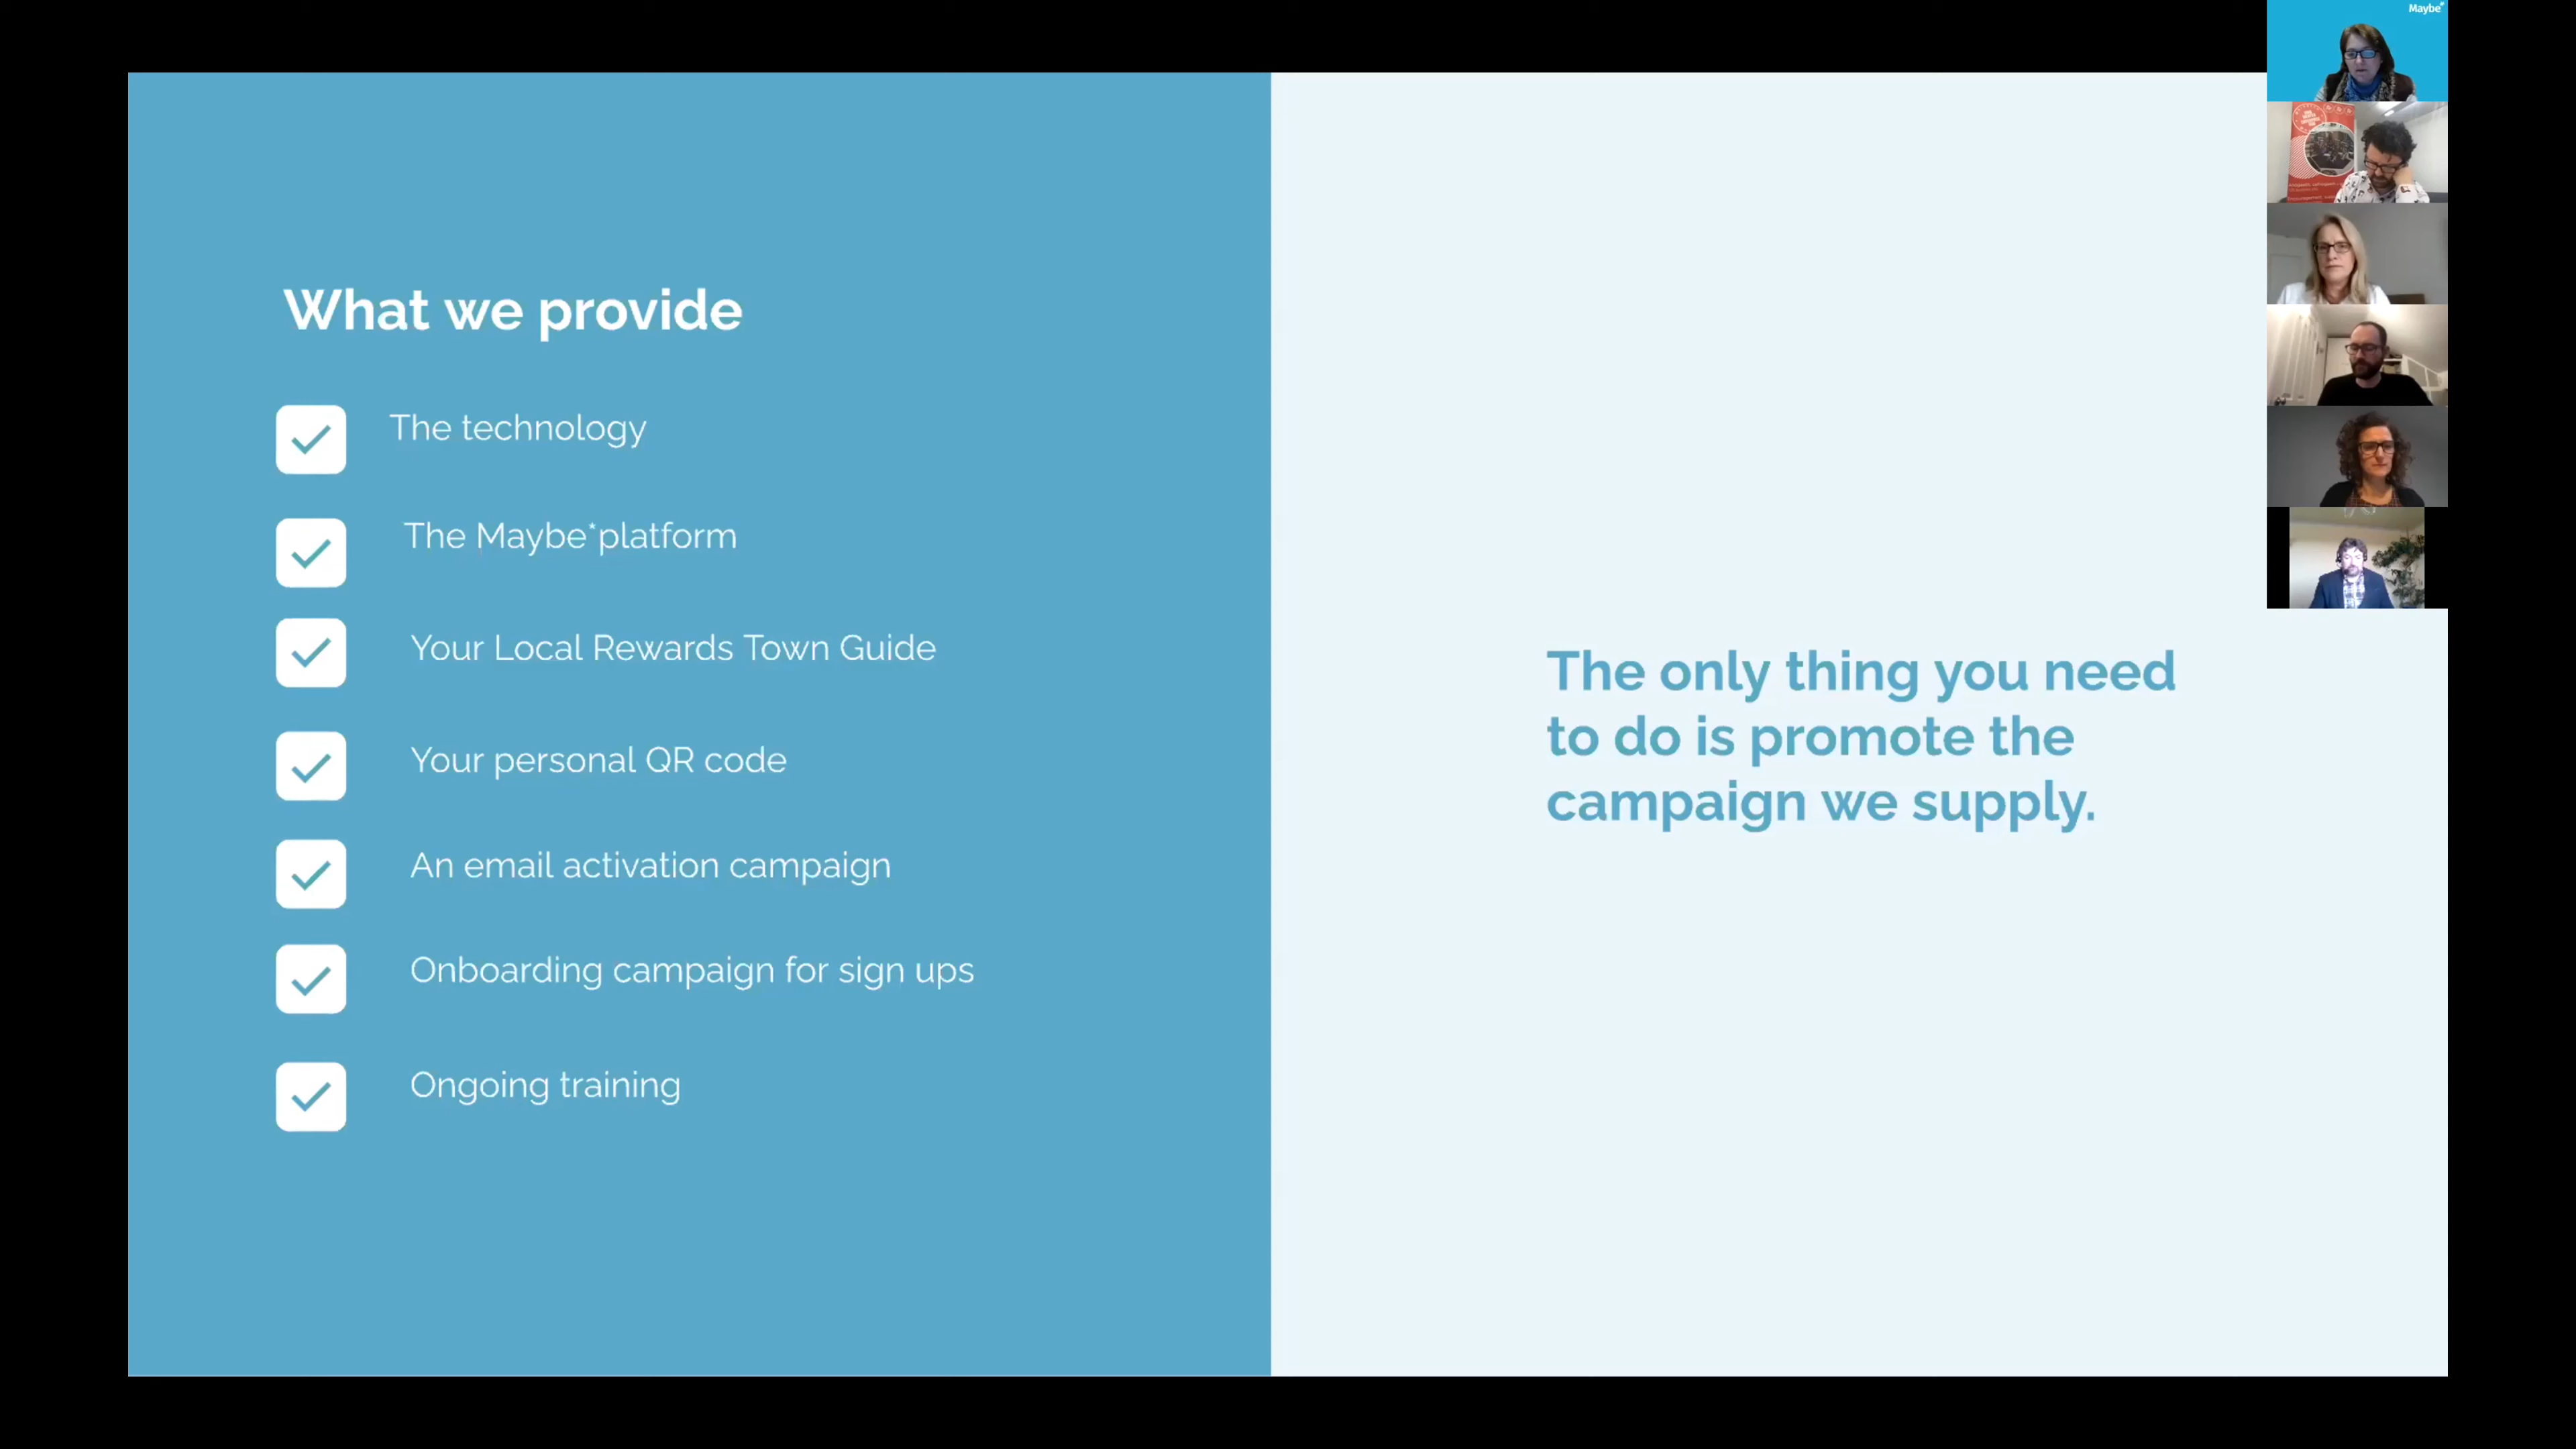 Maybe*
What we provide
The technology
The Maybe*platform
Your Local Rewards Town Guide
Your personal QR code
An email activation campaign
Onboarding campaign for sign ups
Ongoing training
The only thing you need
to do is promote the
campaign we supply.